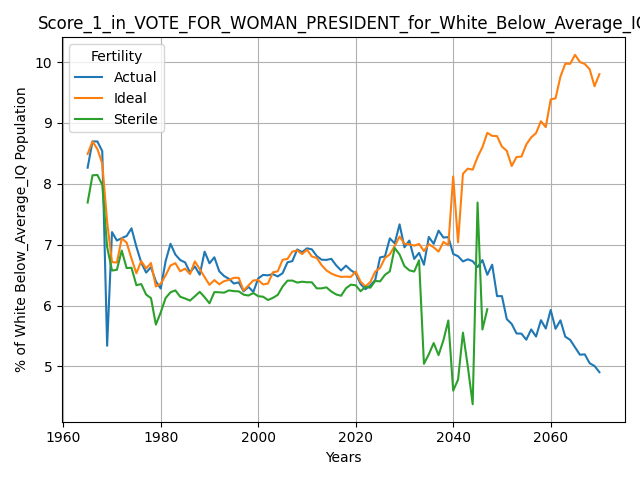 Score_1_in_VOTE_FOR_WOMAN_PRESIDENT_for_White_Below_Average_IQ
Fertility
Actual
Ideal
Sterile
% of White Below_Average_IQ Population
10
9
8
7
6
5
1960 1980 2000 2020 2040 2060
Years